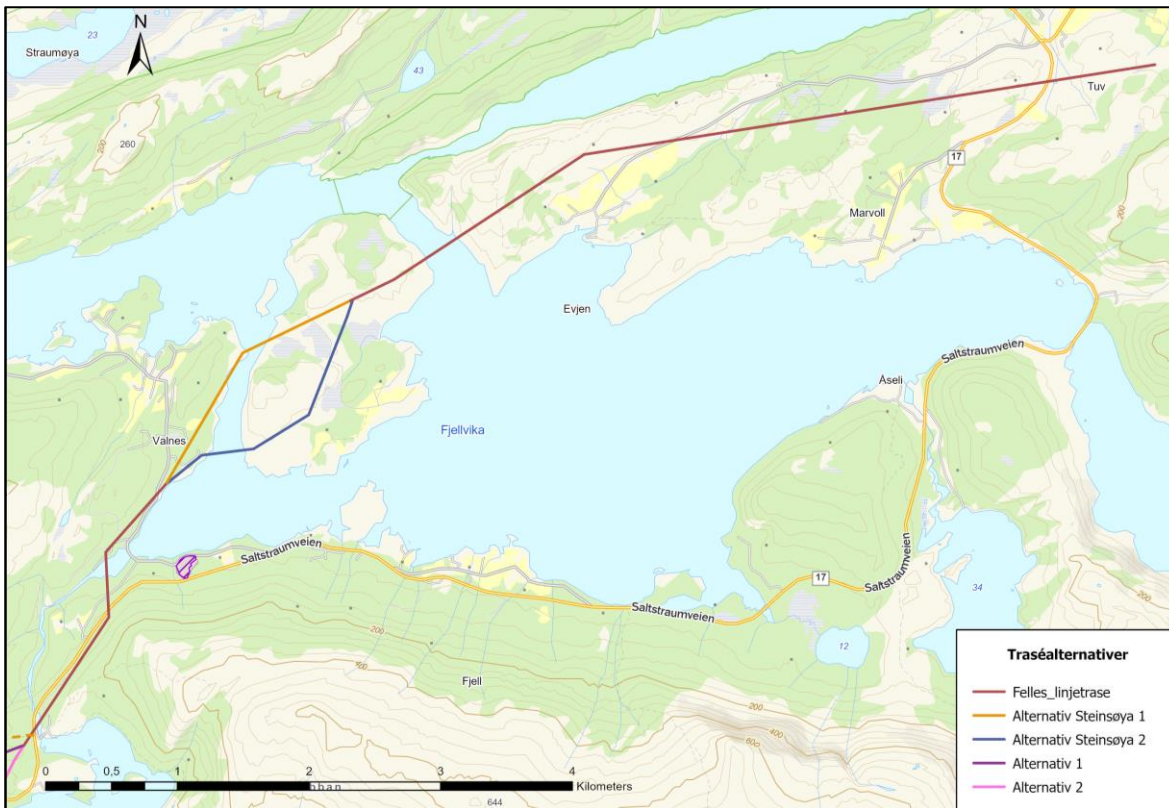 N
23
Straumøya
43
Tuv
200
260
17
Marvoll
200
Evjen
Saltstraumveien
Åseli
Valnes
Fjellvika
Saltstraumveien
17
Saltstraumveien
34
Saltstraumveien
12
200
400
Fjell
200
400
600
200
644
0 0,5 1 2 3 4
Kilometers
Traséalternativer
Felles_linjetrase
Alternativ Steinsøya 1
Alternativ Steinsøya 2
Alternativ 1
Alternativ 2